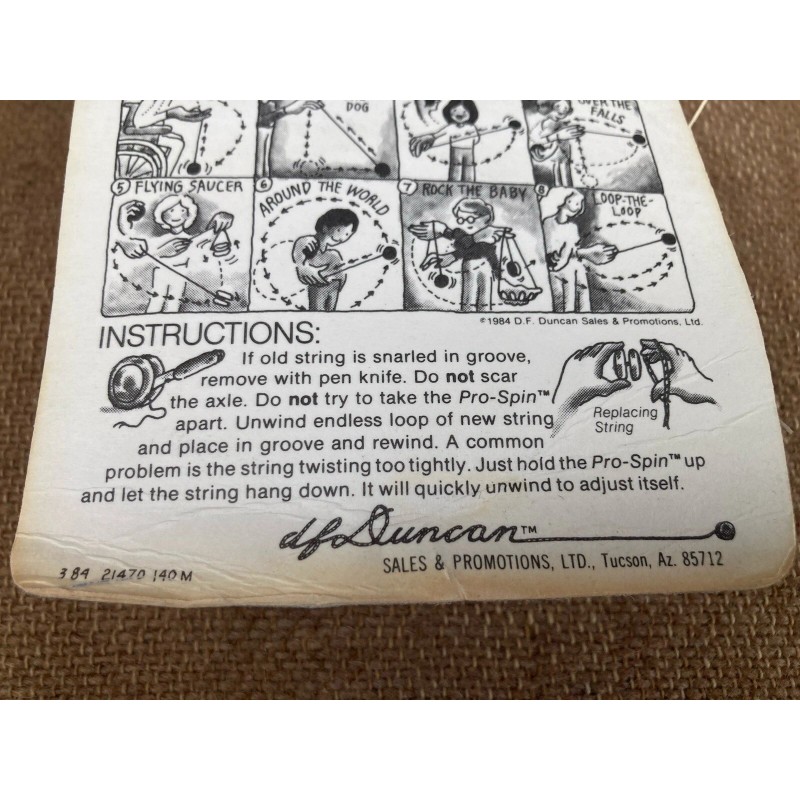 DOG
OVER THE
FALLS
5 FLYING SAUCER
6 AROUND THE WORLD
7 ROCK THE BABY
8 LOOP-THE-
LOOP
©1984 D.F. Duncan Sales & Promotions, Ltd.
INSTRUCTIONS:
If old string is snarled in groove,
remove with pen knife. Do not scar
the axle. Do not try to take the Pro-Spin™
apart. Unwind endless loop of new string
and place in groove and rewind. A common
problem is the string twisting too tightly. Just hold the Pro-Spin™ up
and let the string hang down. It will quickly unwind to adjust itself.
Replacing
String
df Duncan™
SALES & PROMOTIONS, LTD., Tucson, Az. 85712
384 21470 140M